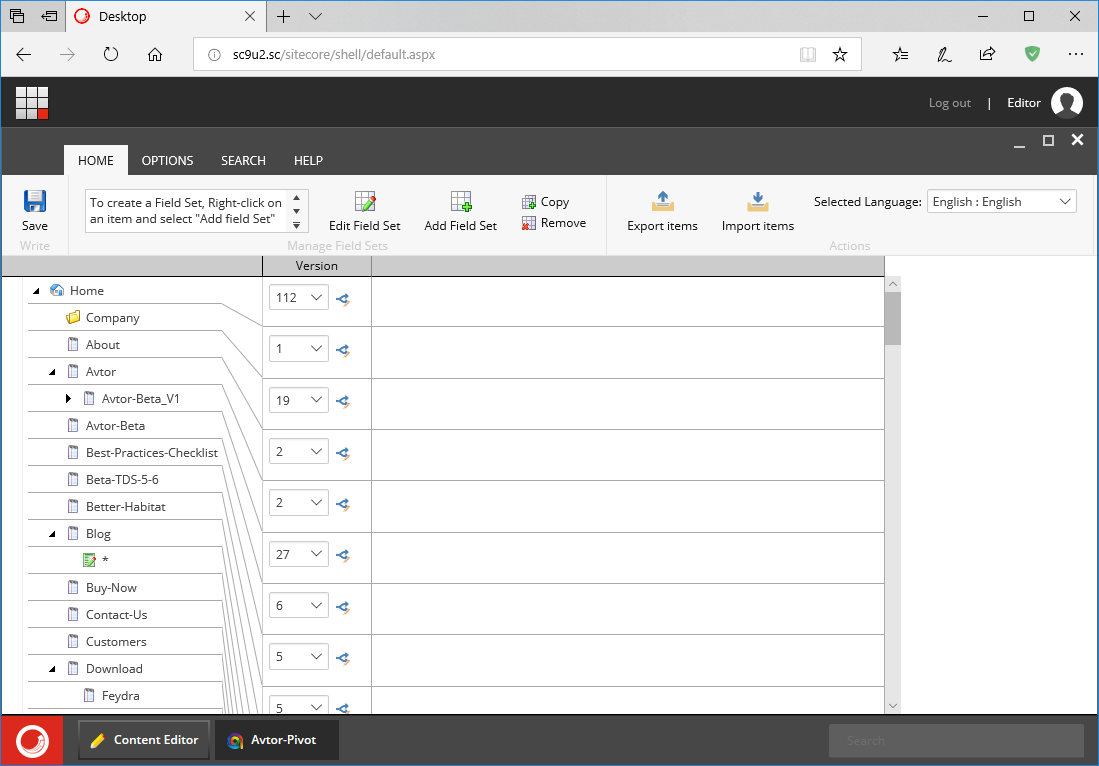 Desktop
sc9u2.sc/sitecore/shell/default.aspx
Log out | Editor
HOME OPTIONS SEARCH HELP
To create a Field Set, Right-click on
an item and select "Add field Set"
Copy
Remove
Selected Language: English : English
Save Edit Field Set Add Field Set Export items Import items
Write Manage Field Sets Actions
Version
Home
112
Company
About
1
Avtor
Avtor-Beta_V1
19
Avtor-Beta
Best-Practices-Checklist
2
Beta-TDS-5-6
Better-Habitat
2
Blog
27
*
Buy-Now
6
Contact-Us
Customers
5
Download
Feydra
5
Content Editor Avtor-Pivot Search